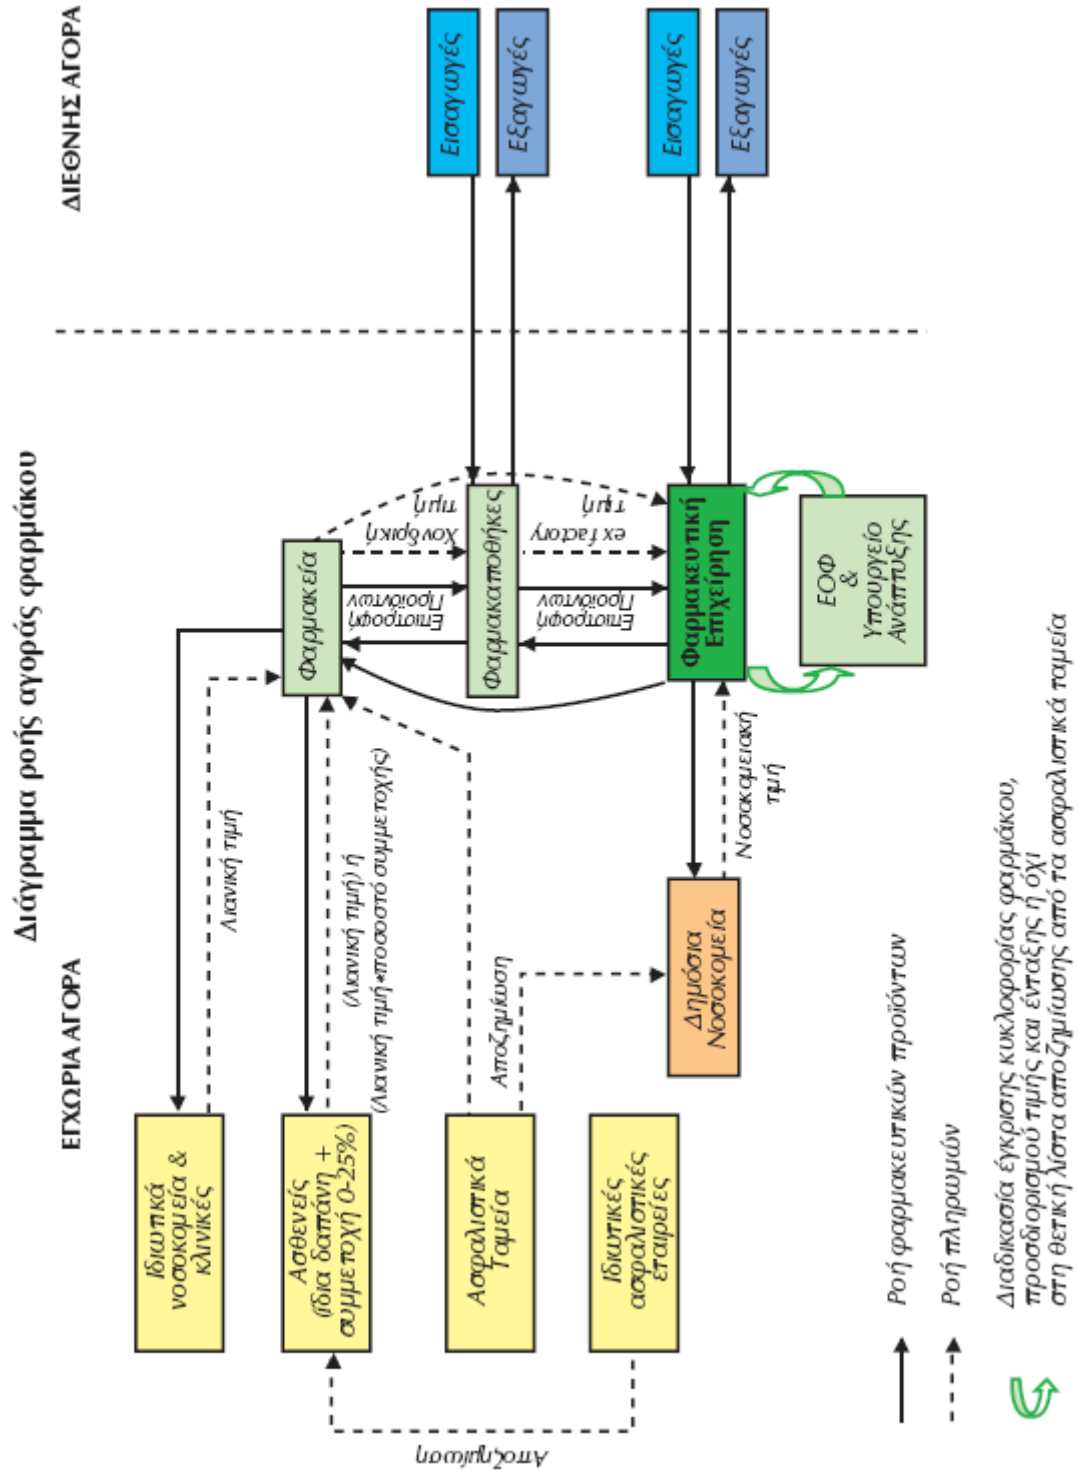 Διάγραμμα ροής αγοράς φαρμάκου
ΕΓΧΩΡΙΑ ΑΓΟΡΑ
ΔΙΕΘΝΗΣ ΑΓΟΡΑ
Ιδιωτικά
νοσοκομεία &
κλινικές
Λιανική τιμή
Ασθενείς
(ίδια δαπάνη +
συμμετοχή 0-25%)
(Λιανική τιμή) ή
(Λιανική τιμή*ποσοστό συμμετοχής)
Φαρμακεία
Επιστροφή
Προϊόντων
Χονδρική
τιμή
Αποζημίωση
Ασφαλιστικά
Ταμεία
Αποζημίωση
Φαρμακαποθήκες
Εισαγωγές
Εξαγωγές
Επιστροφή
Προϊόντων
ex factory
τιμή
Ιδιωτικές
ασφαλιστικές
εταιρείες
Δημόσια
Νοσοκομεία
Νοσοκομειακή
τιμή
Φαρμακευτική
Επιχείρηση
Εισαγωγές
Εξαγωγές
ΕΟΦ
&
Υπουργείο
Ανάπτυξης
Ροή φαρμακευτικών προϊόντων
Ροή πληρωμών
Διαδικασία έγκρισης κυκλοφορίας φαρμάκου,
προσδιορισμού τιμής και ένταξης ή όχι
στη θετική λίστα αποζημίωσης από τα ασφαλιστικά ταμεία